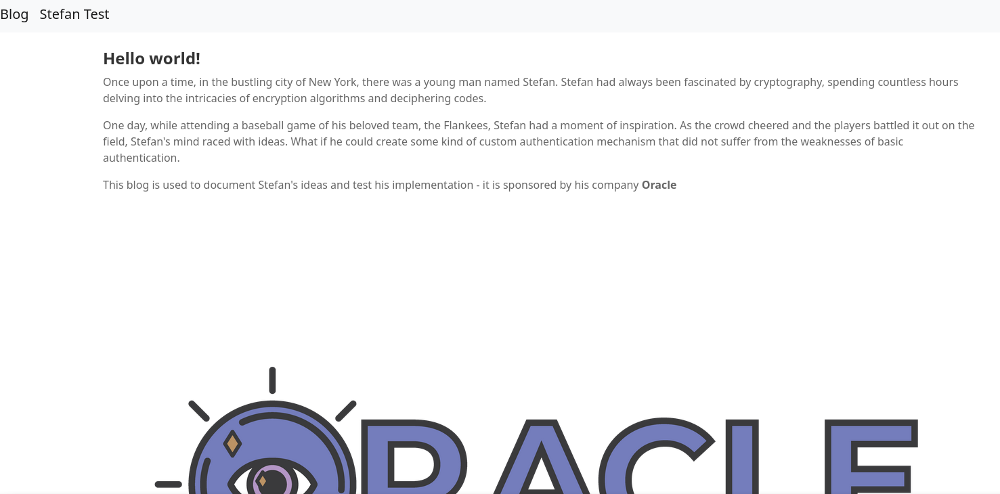 Blog Stefan Test
Hello world!
Once upon a time, in the bustling city of New York, there was a young man named Stefan. Stefan had always been fascinated by cryptography, spending countless hours
delving into the intricacies of encryption algorithms and deciphering codes.
One day, while attending a baseball game of his beloved team, the Flankees, Stefan had a moment of inspiration. As the crowd cheered and the players battled it out on the
field, Stefan's mind raced with ideas. What if he could create some kind of custom authentication mechanism that did not suffer from the weaknesses of basic
authentication.
This blog is used to document Stefan's ideas and test his implementation - it is sponsored by his company Oracle
ORACLE